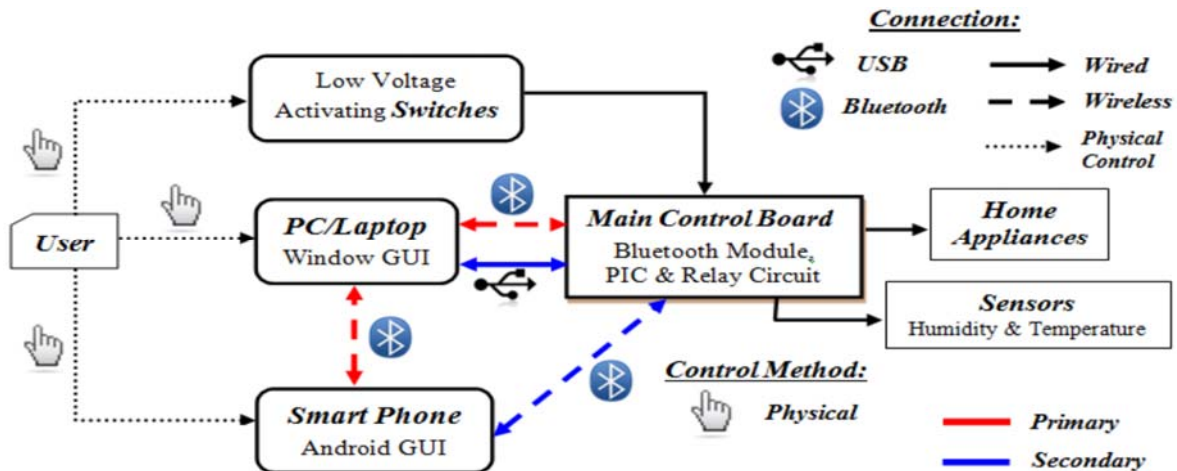 Connection:
USB
Wired
Bluetooth
Wireless
Physical
Control
Low Voltage
Activating Switches
User
PC/Laptop
Window GUI
Main Control Board
Bluetooth Module,
PIC & Relay Circuit
Home
Appliances
Sensors
Humidity & Temperature
Smart Phone
Android GUI
Control Method:
Physical
Primary
Secondary